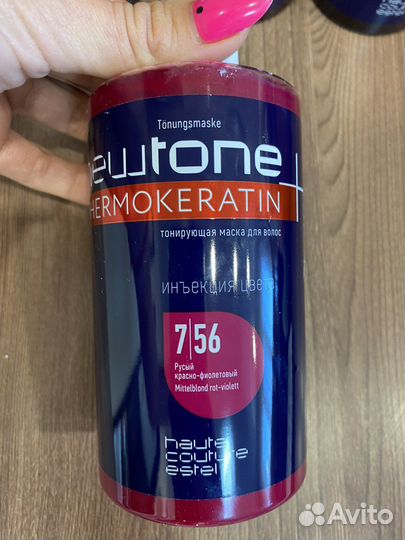 Tönungsmaske
ewtone
HERMOKERATIN
тонирующая маска для волос
инъекция цвета
7|56
Русый
красно-фиолетовый
Mittelblond rot-violett
haute
couture
estel
Avito